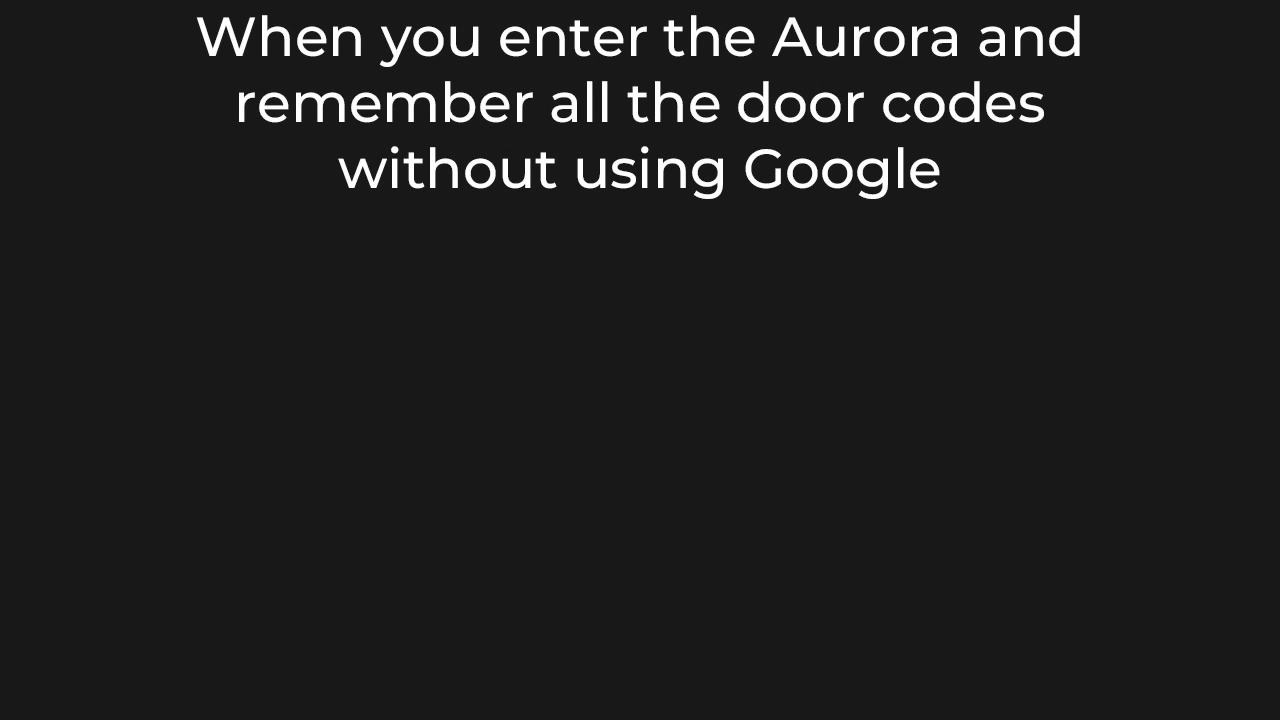 When you enter the Aurora and
remember all the door codes
without using Google